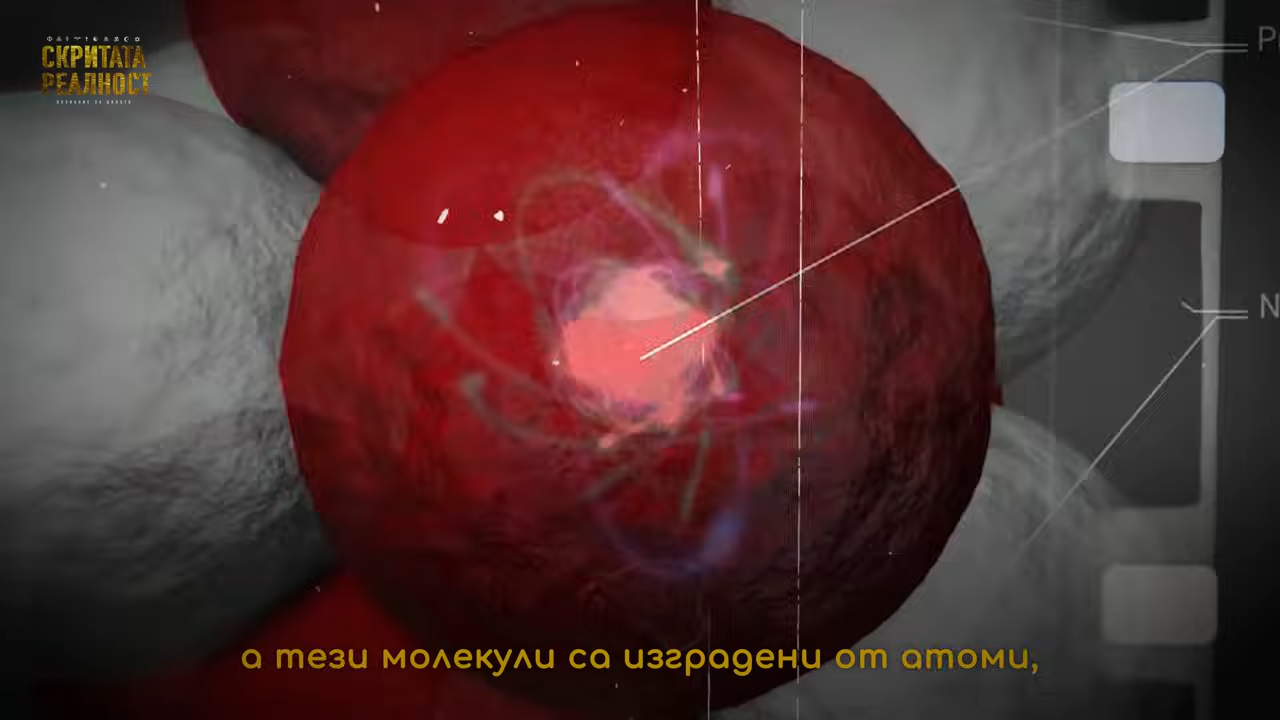 СКРИТАТА
РЕАЛНОСТ
P
N
а тези молекули са изградени от атоми,